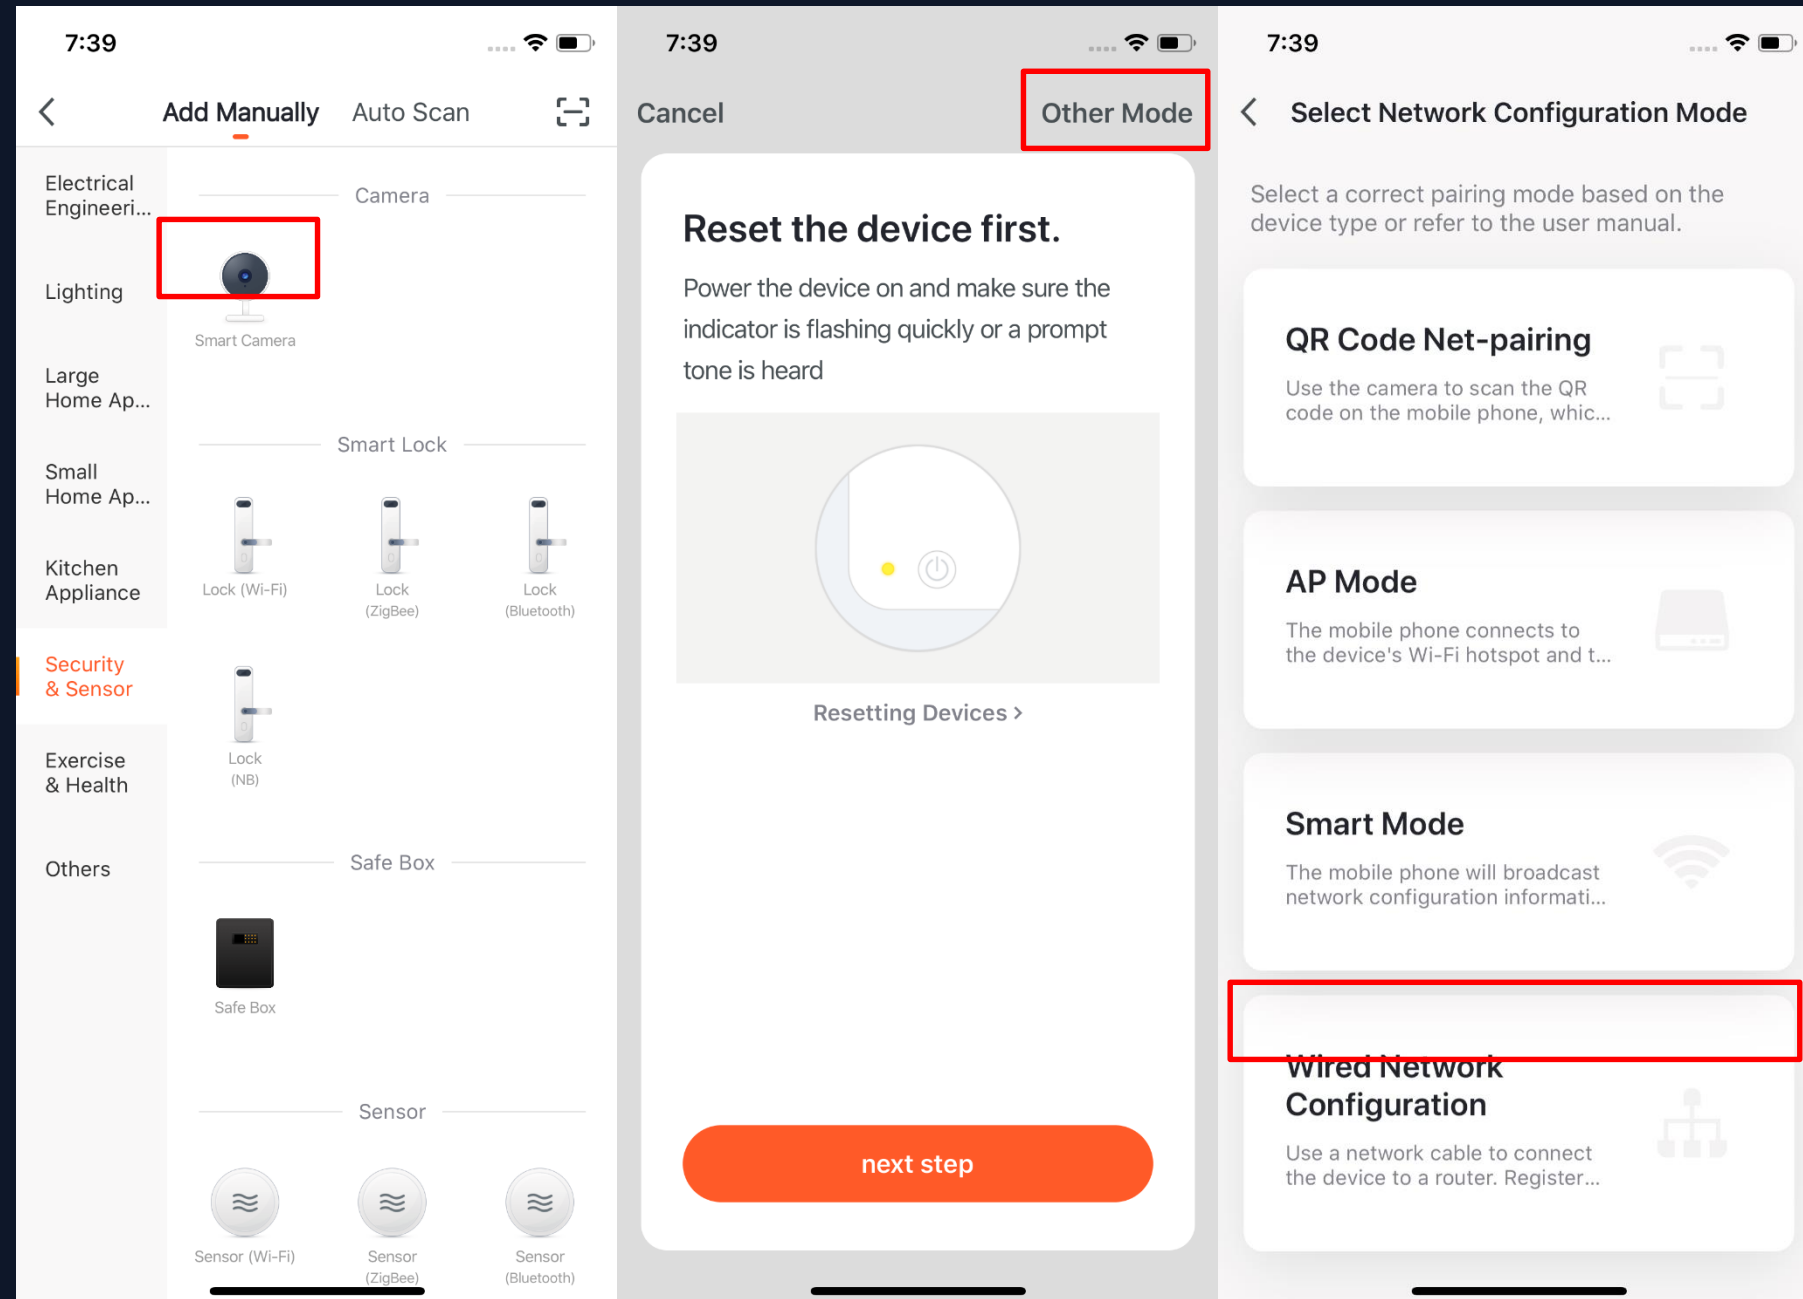 7:39
Add Manually
Auto Scan
Electrical
Engineeri...
Lighting
Large
Home Ap...
Small
Home Ap...
Kitchen
Appliance
Security
& Sensor
Exercise
& Health
Others
Camera
Smart Camera
Smart Lock
Lock (Wi-Fi)
Lock
(ZigBee)
Lock
(Bluetooth)
Lock
(NB)
Safe Box
Safe Box
Sensor
Sensor (Wi-Fi)
Sensor
(ZigBee)
Sensor
(Bluetooth)
7:39
Cancel
Other Mode
Reset the device first.
Power the device on and make sure the
indicator is flashing quickly or a prompt
tone is heard
Resetting Devices >
next step
7:39
Select Network Configuration Mode
Select a correct pairing mode based on the
device type or refer to the user manual.
QR Code Net-pairing
Use the camera to scan the QR
code on the mobile phone, whic...
AP Mode
The mobile phone connects to
the device's Wi-Fi hotspot and t...
Smart Mode
The mobile phone will broadcast
network configuration informati...
Wired Network
Configuration
Use a network cable to connect
the device to a router. Register...